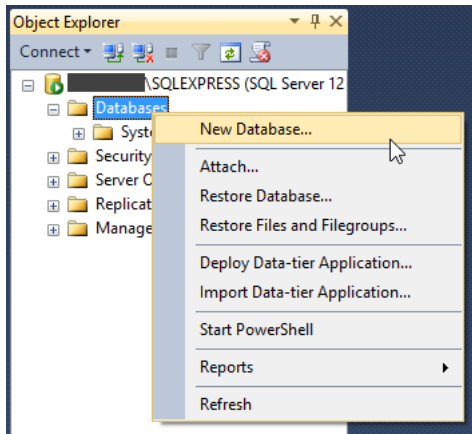 Object Explorer
Connect
\SQLEXPRESS (SQL Server 12
Databases
Syste
New Database...
Security
Attach...
Server O
Restore Database...
Replicat
Restore Files and Filegroups...
Manage
Deploy Data-tier Application...
Import Data-tier Application...
Start PowerShell
Reports
Refresh